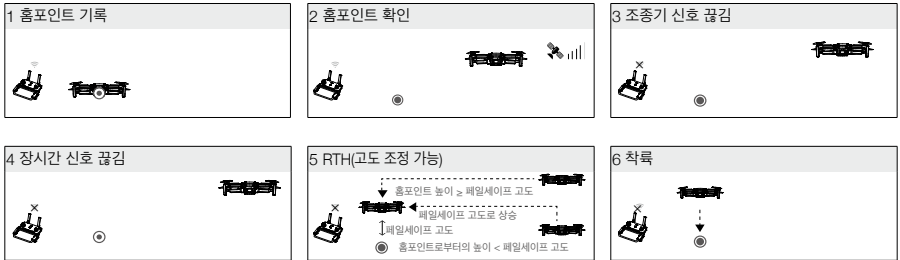 1 홈포인트 기록
2 홈포인트 확인
3 조종기 신호 끊김
4 장시간 신호 끊김
5 RTH(고도 조정 가능)
홈포인트 높이 ≥ 페일세이프 고도
페일세이프 고도로 상승
페일세이프 고도
홈포인트로부터의 높이 < 페일세이프 고도
6 착륙